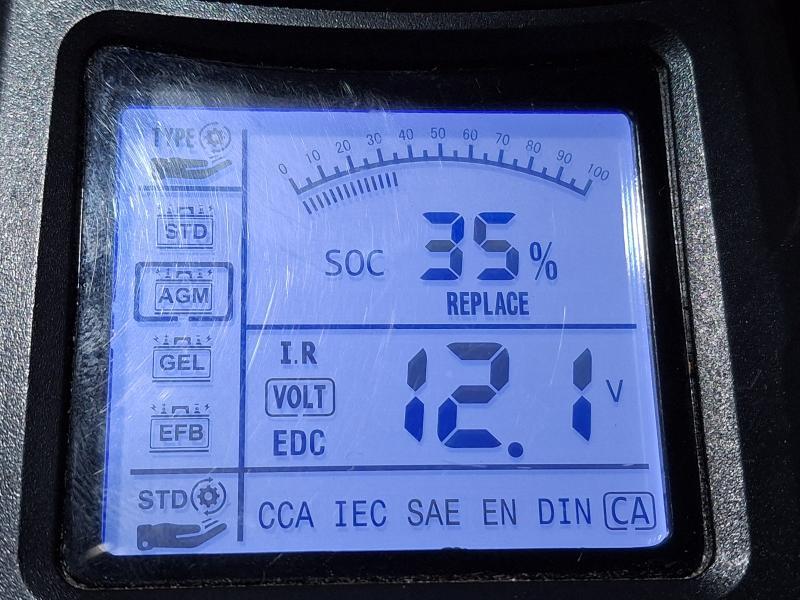 TYPE
0 10 20 30 40 50 60 70 80 90 100
STD
SOC 35%
AGM
REPLACE
GEL
I.R
VOLT 12.1 V
EFB
EDC
STD
CCA IEC SAE EN DIN CA